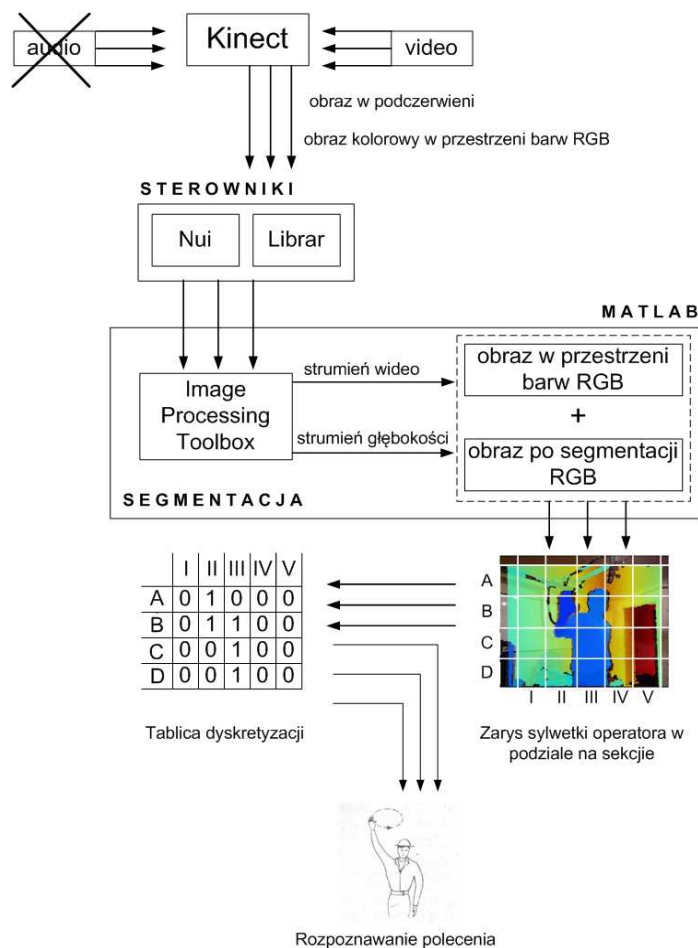 audio
Kinect
video
obraz w podczerwieni
obraz kolorowy w przestrzeni barw RGB
STEROWNIKI
Nui
Librar
MATLAB
Image
Processing
Toolbox
strumień wideo
strumień głębokości
obraz w przestrzeni
barw RGB
+
obraz po segmentacji
RGB
SEGMENTACJA
I II III IV V
A 0 1 0 0 0
B 0 1 1 0 0
C 0 0 1 0 0
D 0 0 1 0 0
Tablica dyskretyzacji
A
B
C
D
I II III IV V
Zarys sylwetki operatora w
podziale na sekcjie
Rozpoznawanie polecenia